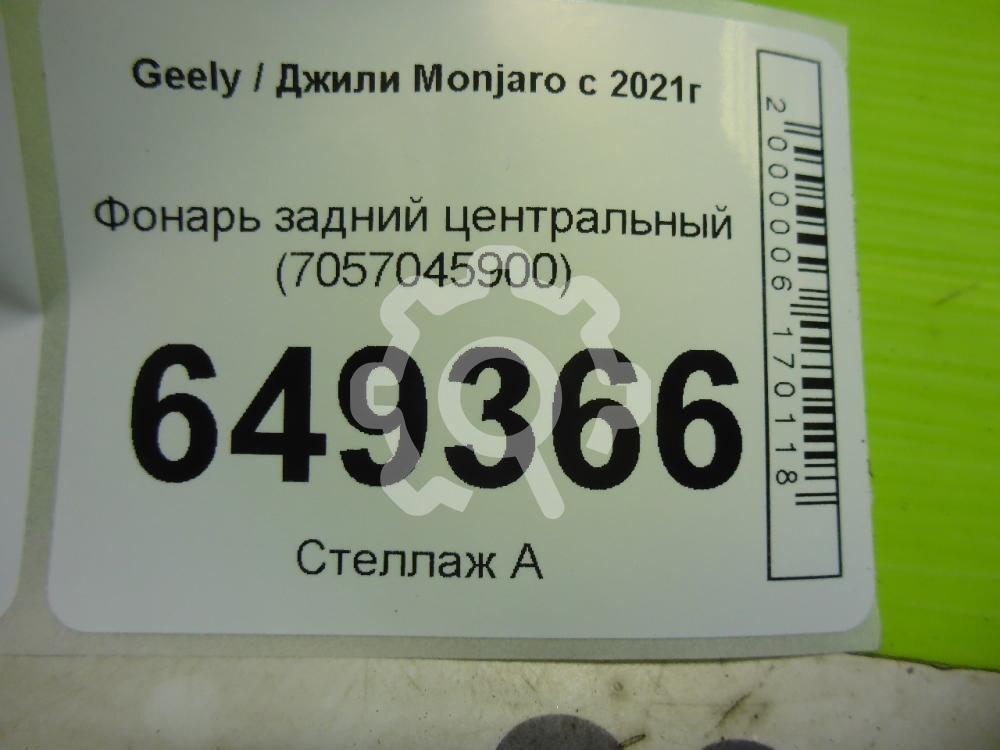 Geely / Джили Monjaro с 2021г
Фонарь задний центральный
(7057045900)
649366
Стеллаж А
2000006170118